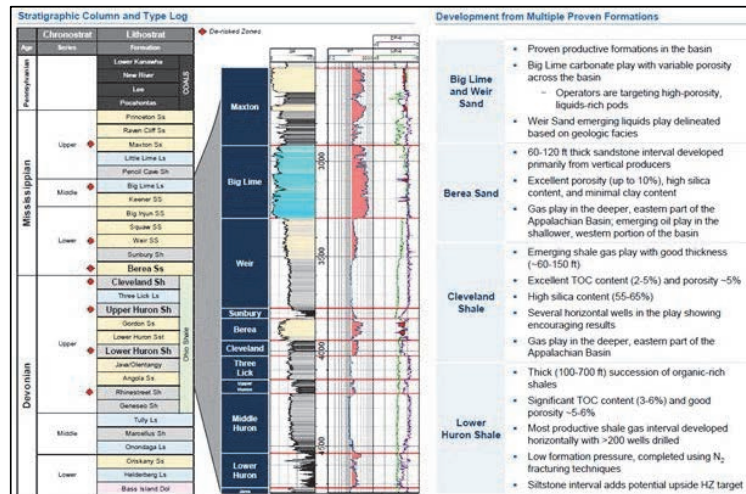 Stratigraphic Column and Type Log
Development from Multiple Proven Formations
Chronostrat
Lithostrat
De-risked Zones
Age
Series
Formation
Pennsylvanian
Lower Kanawha
New River
Lee
Pocahontas
COALS
Mississippian
Upper
Princeton Ss
Raven Cliff Ss
Maxton Ss
Little Lime Ls
Pencil Cave Sh
Middle
Big Lime Ls
Keener SS
Big Injun SS
Lower
Squaw SS
Weir SS
Sunbury Sh
Berea Ss
Devonian
Upper
Cleveland Sh
Three Lick Ls
Upper Huron Sh
Gordon Ss
Lower Huron Sst
Lower Huron Sh
Java/Olentangy
Angola Ss
Rhinestreet Sh
Geneseo Sh
Ohio Shale
Middle
Tully Ls
Marcellus Sh
Onondaga Ls
Lower
Oriskany Ss
Helderberg Ls
Bass Island Dol
Maxton
Big Lime
Weir
Sunbury
Berea
Cleveland
Three
Lick
Middle
Huron
Lower
Huron
Big Lime
and Weir
Sand
Proven productive formations in the basin
Big Lime carbonate play with variable porosity
across the basin
- Operators are targeting high-porosity,
liquids-rich pods
Weir Sand emerging liquids play delineated
based on geologic facies
Berea Sand
60-120 ft thick sandstone interval developed
primarily from vertical producers
Excellent porosity (up to 10%), high silica
content, and minimal clay content
Gas play in the deeper, eastern part of the
Appalachian Basin; emerging oil play in the
shallower, western portion of the basin
Cleveland
Shale
Emerging shale gas play with good thickness
(~60-150 ft)
Excellent TOC content (2-5%) and porosity ~5%
High silica content (55-65%)
Several horizontal wells in the play showing
encouraging results
Gas play in the deeper, eastern part of the
Appalachian Basin
Lower
Huron Shale
Thick (100-700 ft) succession of organic-rich
shales
Significant TOC content (3-6%) and good
porosity ~5-6%
Most productive shale gas interval developed
horizontally with >200 wells drilled
Low formation pressure, completed using N2
fracturing techniques
Siltstone interval adds potential upside HZ target